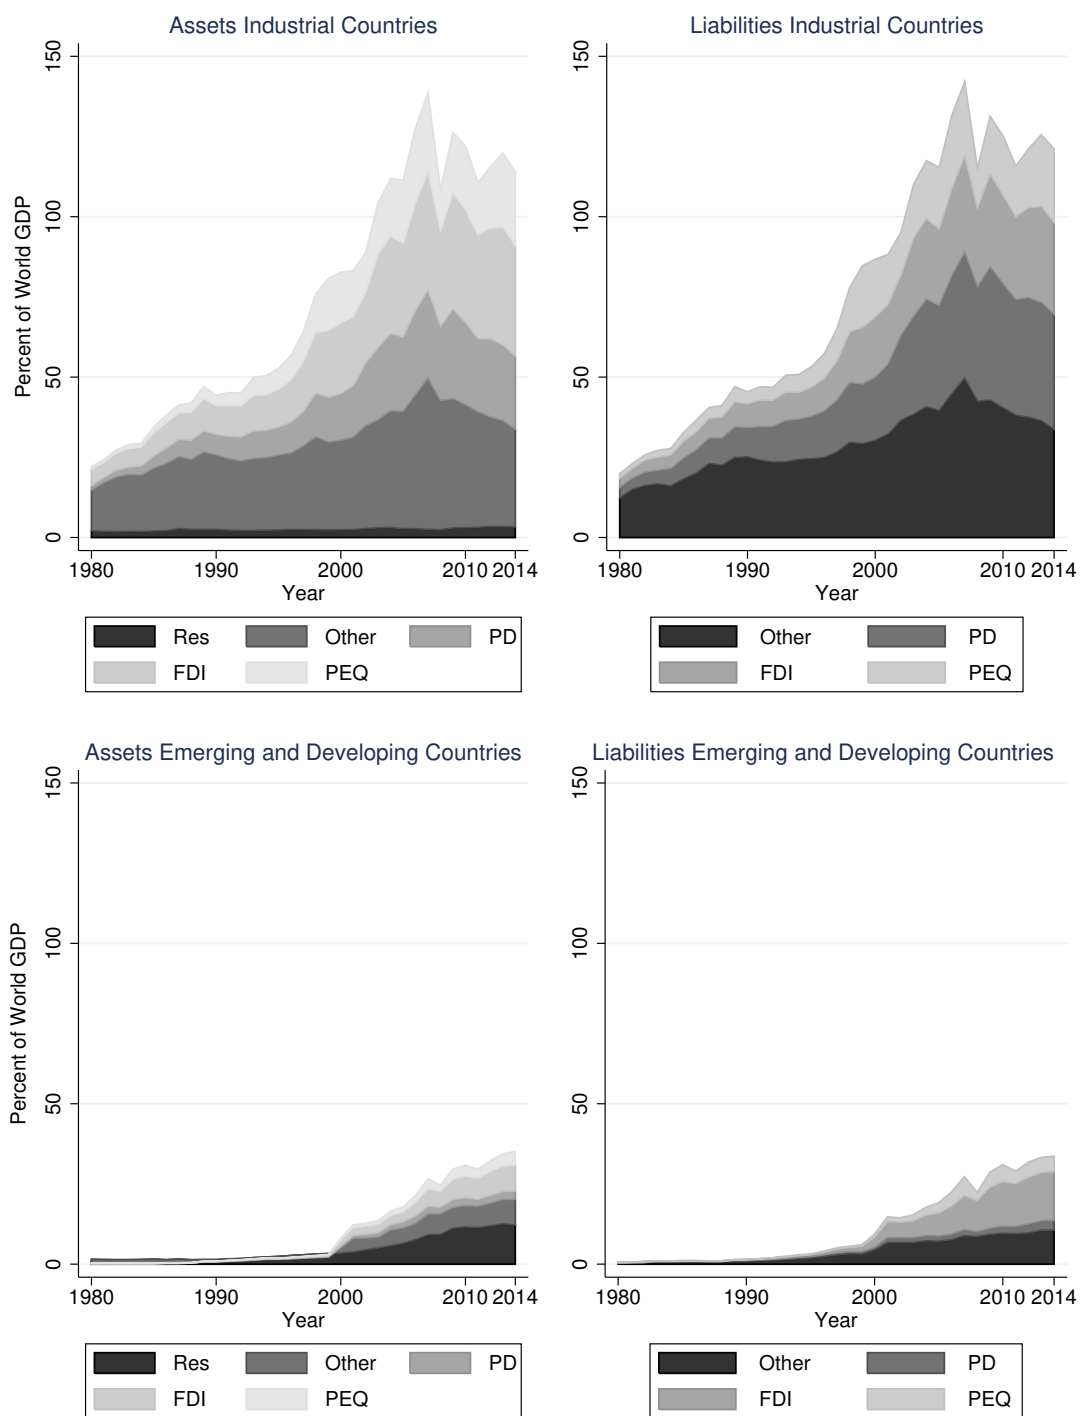 Assets Industrial Countries
Percent of World GDP
150
100
50
0
1980 1990 2000 2010 2014
Year
Res Other PD
FDI PEQ
Liabilities Industrial Countries
150
100
50
0
1980 1990 2000 2010 2014
Year
Other PD
FDI PEQ
Assets Emerging and Developing Countries
Percent of World GDP
150
100
50
0
1980 1990 2000 2010 2014
Year
Res Other PD
FDI PEQ
Liabilities Emerging and Developing Countries
150
100
50
0
1980 1990 2000 2010 2014
Year
Other PD
FDI PEQ